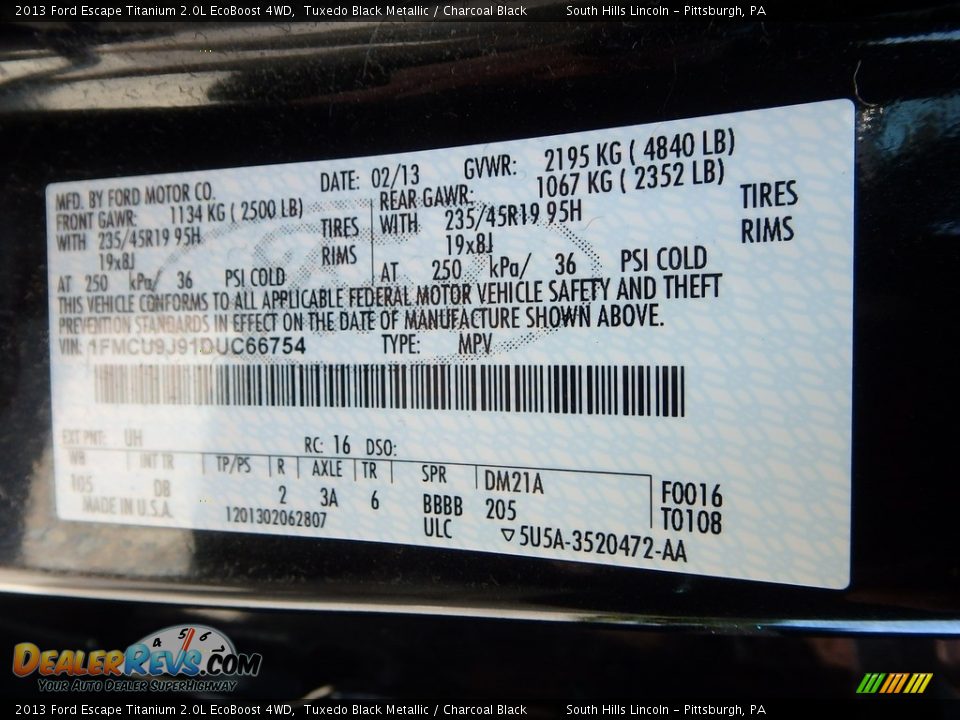 2013 Ford Escape Titanium 2.0L EcoBoost 4WD,  Tuxedo Black Metallic / Charcoal Black     South Hills Lincoln - Pittsburgh, PA
MFD. BY FORD MOTOR CO. DATE: 02/13 GVWR: 2195 KG ( 4840 LB)
FRONT GAWR: 1134 KG ( 2500 LB) REAR GAWR: 1067 KG ( 2352 LB)
WITH 235/45R19 95H TIRES WITH 235/45R19 95H TIRES
19x8J RIMS 19x8J RIMS
AT 250 kPa/ 36 PSI COLD AT 250 kPa/ 36 PSI COLD
THIS VEHICLE CONFORMS TO ALL APPLICABLE FEDERAL MOTOR VEHICLE SAFETY AND THEFT
PREVENTION STANDARDS IN EFFECT ON THE DATE OF MANUFACTURE SHOWN ABOVE.
VIN: 1FMCU9J91DUC66754 TYPE: MPV
EXT PNT: UH RC: 16 DSO:
WB INT TR TP/PS R AXLE TR SPR DM21A F0016
105 DB 2 3A 6 BBBB 205 T0108
MADE IN U.S.A. 1201302062807 ULC ▽5U5A-3520472-AA
4 5 6
DEALERREVS.COM
Your Auto Dealer SuperHighway
2013 Ford Escape Titanium 2.0L EcoBoost 4WD,  Tuxedo Black Metallic / Charcoal Black     South Hills Lincoln - Pittsburgh, PA